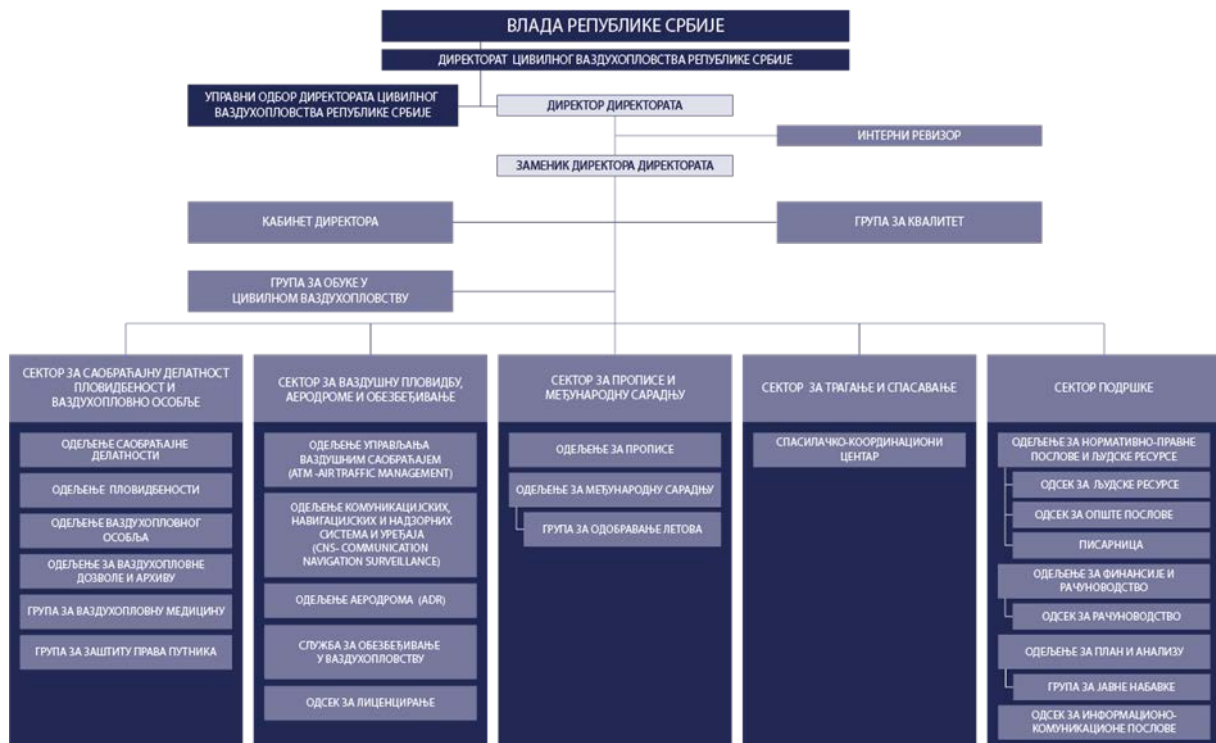 ВЛАДА РЕПУБЛИКЕ СРБИЈЕ
ДИРЕКТОРАТ ЦИВИЛНОГ ВАЗДУХОПЛОВСТВА РЕПУБЛИКЕ СРБИЈЕ
УПРАВНИ ОДБОР ДИРЕКТОРАТА ЦИВИЛНОГ
ВАЗДУХОПЛОВСТВА РЕПУБЛИКЕ СРБИЈЕ
ДИРЕКТОР ДИРЕКТОРАТА
ИНТЕРНИ РЕВИЗОР
ЗАМЕНИК ДИРЕКТОРА ДИРЕКТОРАТА
КАБИНЕТ ДИРЕКТОРА
ГРУПА ЗА КВАЛИТЕТ
ГРУПА ЗА ОБУКЕ У
ЦИВИЛНОМ ВАЗДУХОПЛОВСТВУ
СЕКТОР ЗА САОБРАЋАЈНУ ДЕЛАТНОСТ
ПЛОВИДБЕНОСТ И
ВАЗДУХОПЛОВНО ОСОБЉЕ
ОДЕЉЕЊЕ САОБРАЋАЈНЕ
ДЕЛАТНОСТИ
ОДЕЉЕЊЕ ПЛОВИДБЕНОСТИ
ОДЕЉЕЊЕ ВАЗДУХОПЛОВНОГ
ОСОБЉА
ОДЕЉЕЊЕ ЗА ВАЗДУХОПЛОВНЕ
ДОЗВОЛЕ И АРХИВУ
ГРУПА ЗА ВАЗДУХОПЛОВНУ МЕДИЦИНУ
ГРУПА ЗА ЗАШТИТУ ПРАВА ПУТНИКА
СЕКТОР ЗА ВАЗДУШНУ ПЛОВИДБУ,
АЕРОДРОМЕ И ОБЕЗБЕЂИВАЊЕ
ОДЕЉЕЊЕ УПРАВЉАЊА
ВАЗДУШНИМ САОБРАЋАЈЕМ
(ATM -AIR TRAFFIC MANAGEMENT)
ОДЕЉЕЊЕ КОМУНИКАЦИЈСКИХ,
НАВИГАЦИЈСКИХ И НАДЗОРНИХ
СИСТЕМА И УРЕЂАЈА
(CNS- COMMUNICATION
NAVIGATION SURVEILLANCE)
ОДЕЉЕЊЕ АЕРОДРОМА (ADR)
СЛУЖБА ЗА ОБЕЗБЕЂИВАЊЕ
У ВАЗДУХОПЛОВСТВУ
ОДСЕК ЗА ЛИЦЕНЦИРАЊЕ
СЕКТОР ЗА ПРОПИСЕ И
МЕЂУНАРОДНУ САРАДЊУ
ОДЕЉЕЊЕ ЗА ПРОПИСЕ
ОДЕЉЕЊЕ ЗА МЕЂУНАРОДНУ САРАДЊУ
ГРУПА ЗА ОДОБРАВАЊЕ ЛЕТОВА
СЕКТОР ЗА ТРАГАЊЕ И СПАСАВАЊЕ
СПАСИЛАЧКО-КООРДИНАЦИОНИ
ЦЕНТАР
СЕКТОР ПОДРШКЕ
ОДЕЉЕЊЕ ЗА НОРМАТИВНО-ПРАВНЕ
ПОСЛОВЕ И ЉУДСКЕ РЕСУРСЕ
ОДСЕК ЗА ЉУДСКЕ РЕСУРСЕ
ОДСЕК ЗА ОПШТЕ ПОСЛОВЕ
ПИСАРНИЦА
ОДЕЉЕЊЕ ЗА ФИНАНСИЈЕ И
РАЧУНОВОДСТВО
ОДСЕК ЗА РАЧУНОВОДСТВО
ОДЕЉЕЊЕ ЗА ПЛАН И АНАЛИЗУ
ГРУПА ЗА ЈАВНЕ НАБАВКЕ
ОДСЕК ЗА ИНФОРМАЦИОНО-
КОМУНИКАЦИОНЕ ПОСЛОВЕ